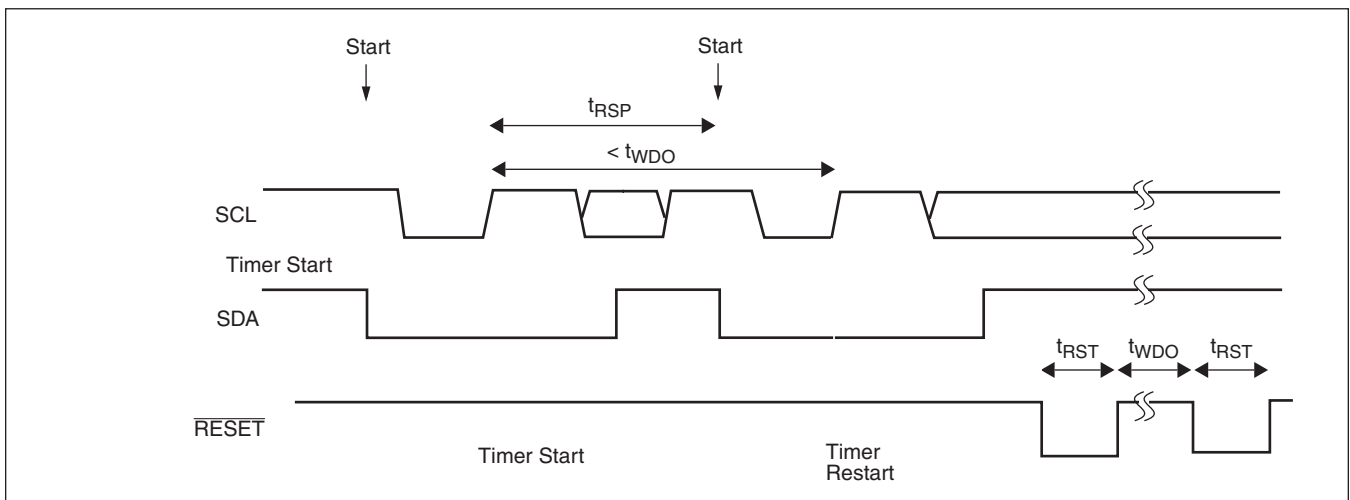 Start Start
tRSP
< tWDO
SCL
Timer Start
SDA
tRST tWDO tRST
RESET
Timer Start Timer
Restart